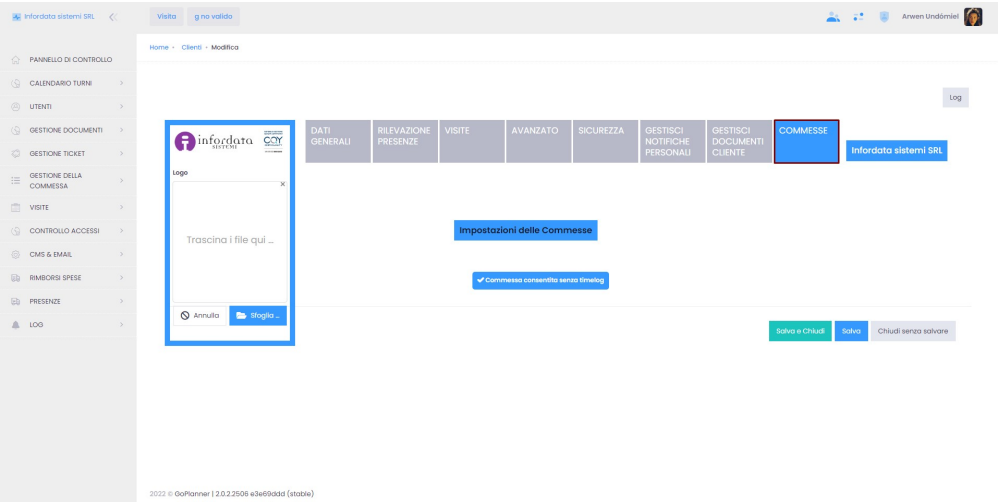 Infordata sistemi SRL
Visita
g no valido
Arwen Undómiel
Home • Clienti • Modifica
PANNELLO DI CONTROLLO
CALENDARIO TURNI
UTENTI
GESTIONE DOCUMENTI
GESTIONE TICKET
GESTIONE DELLA
COMMESSA
VISITE
CONTROLLO ACCESSI
CMS & EMAIL
RIMBORSI SPESE
PRESENZE
LOG
Log
infordata
SISTEMI
Logo
Trascina i file qui ...
Annulla
Sfoglia ...
DATI
GENERALI
RILEVAZIONE
PRESENZE
VISITE
AVANZATO
SICUREZZA
GESTISCI
NOTIFICHE
PERSONALI
GESTISCI
DOCUMENTI
CLIENTE
COMMESSE
Infordata sistemi SRL
Impostazioni delle Commesse
Commessa consentita senza timelog
Salva e Chiudi
Salva
Chiudi senza salvare
2022 © GoPlanner | 2.0.2.2506 e3e69ddd (stable)